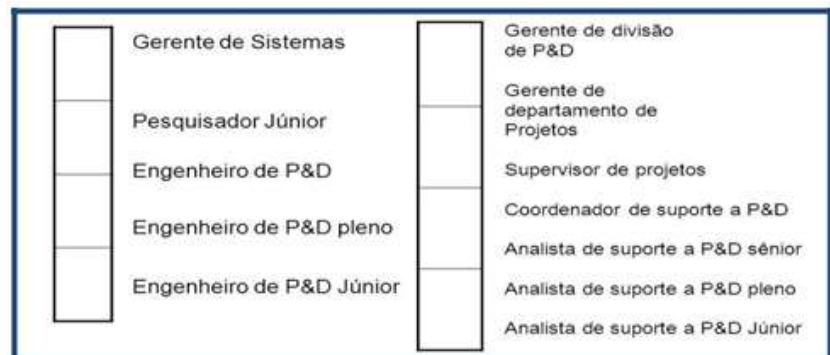 Gerente de Sistemas
Pesquisador Júnior
Engenheiro de P&D
Engenheiro de P&D pleno
Engenheiro de P&D Júnior
Gerente de divisão
de P&D
Gerente de
departamento de
Projetos
Supervisor de projetos
Coordenador de suporte a P&D
Analista de suporte a P&D sênior
Analista de suporte a P&D pleno
Analista de suporte a P&D Júnior